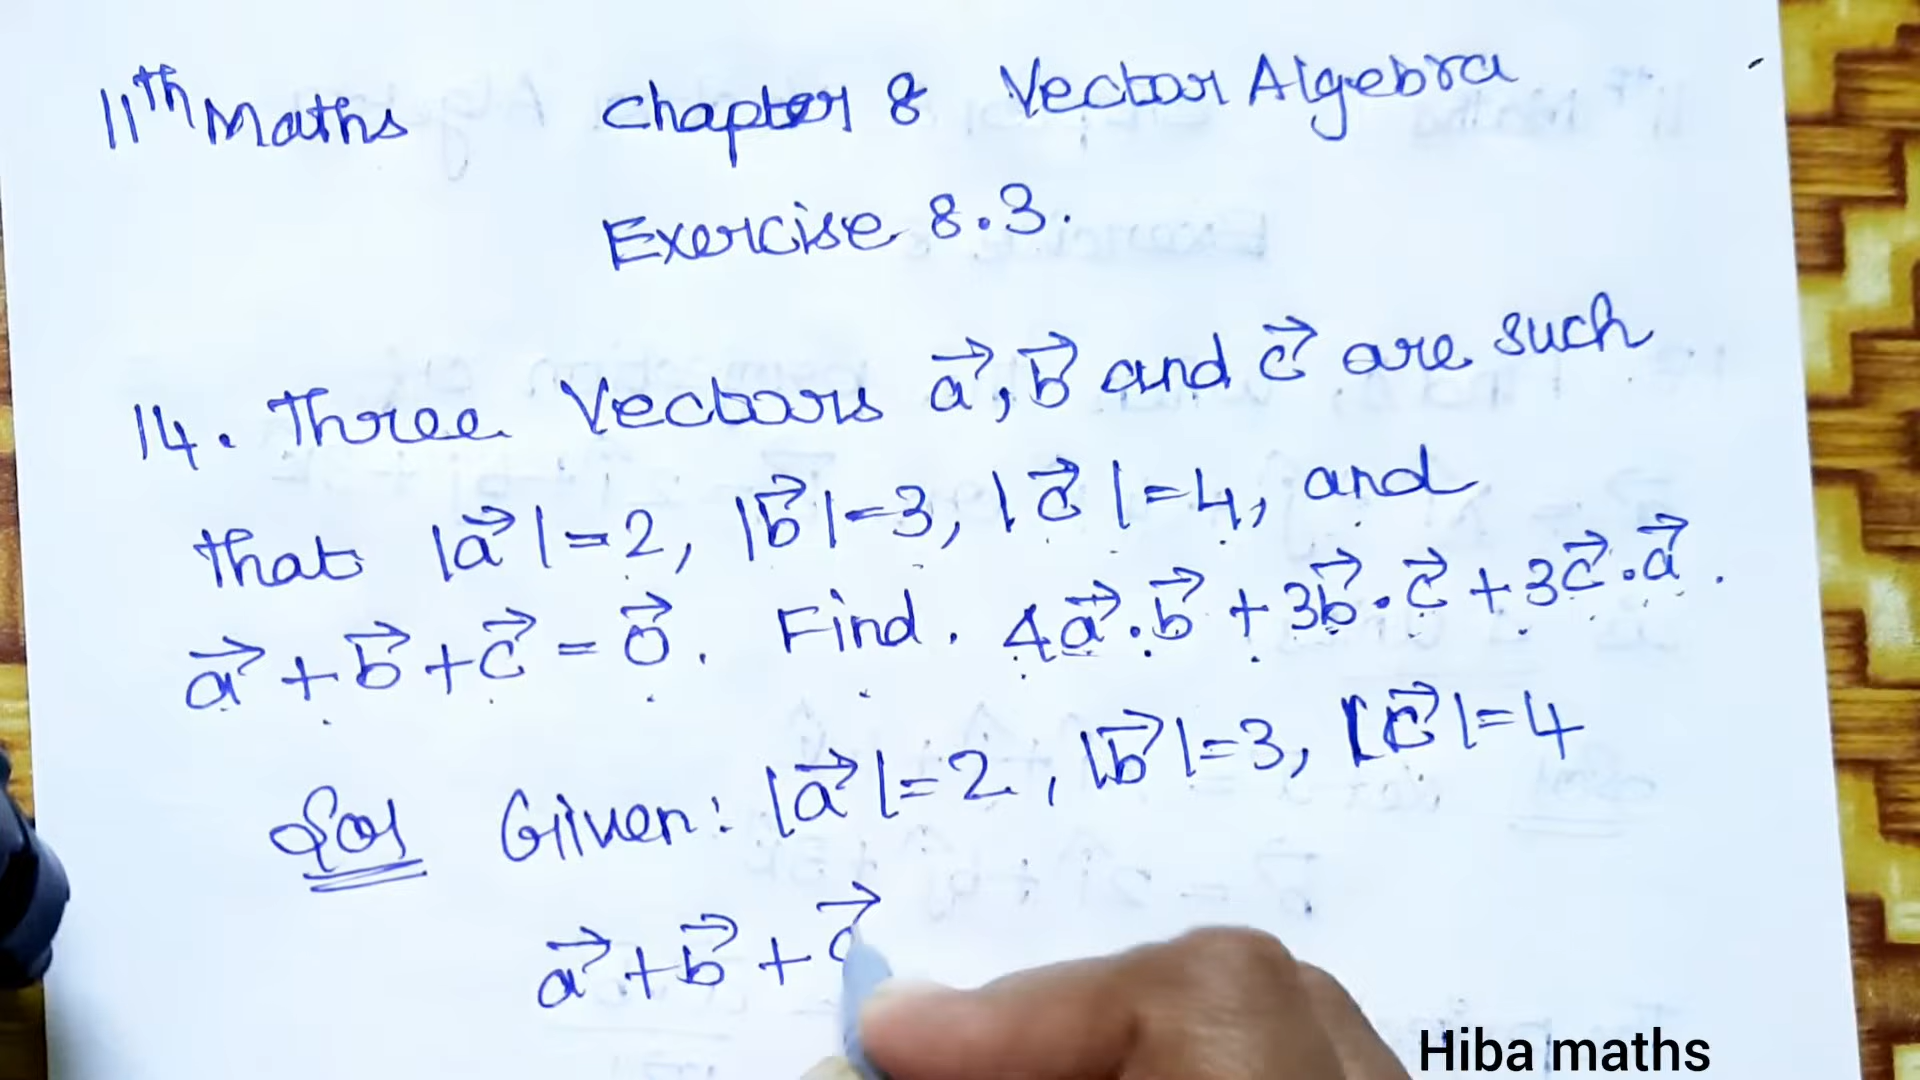 11th Maths Chapter 8 Vector Algebra
Exercise 8.3.
14. Three Vectors a⃗, b⃗ and c⃗ are such
that |a⃗| = 2, |b⃗| = 3, |c⃗| = 4, and
a⃗ + b⃗ + c⃗ = 0⃗. Find. 4a⃗.b⃗ + 3b⃗.c⃗ + 3c⃗.a⃗.
Sol Given: |a⃗| = 2, |b⃗| = 3, |c⃗| = 4
a⃗ + b⃗ + c⃗
Hiba maths